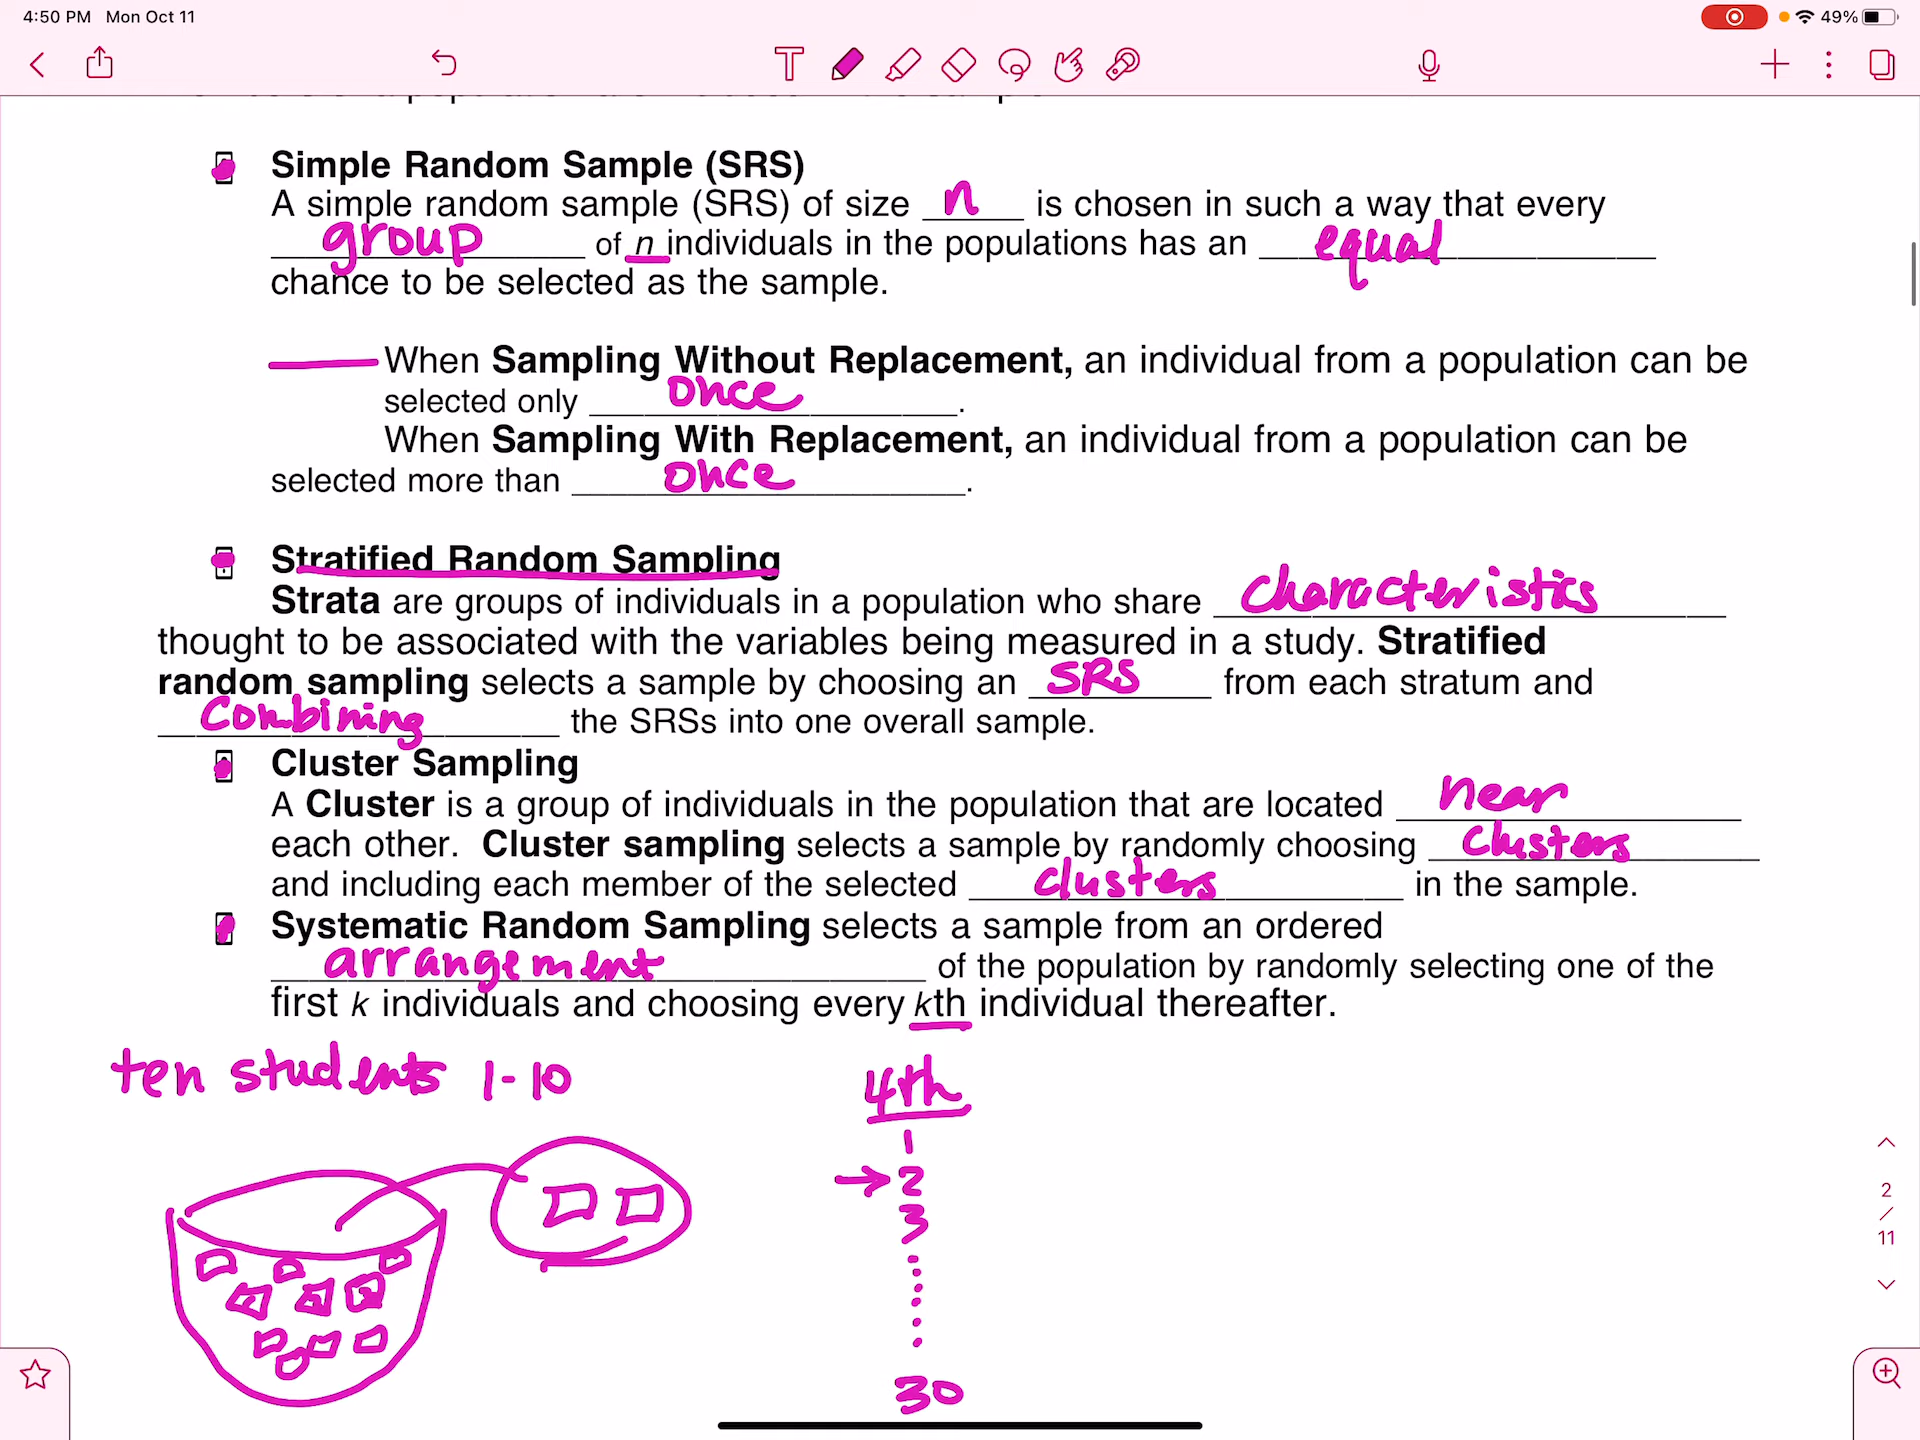 4:50 PM Mon Oct 11
49%
Simple Random Sample (SRS)
A simple random sample (SRS) of size n is chosen in such a way that every
group of n individuals in the populations has an equal
chance to be selected as the sample.
When Sampling Without Replacement, an individual from a population can be
selected only once.
When Sampling With Replacement, an individual from a population can be
selected more than once.
Stratified Random Sampling
Strata are groups of individuals in a population who share characteristics
thought to be associated with the variables being measured in a study. Stratified
random sampling selects a sample by choosing an SRS from each stratum and
combining the SRSs into one overall sample.
Cluster Sampling
A Cluster is a group of individuals in the population that are located near
each other. Cluster sampling selects a sample by randomly choosing clusters
and including each member of the selected clusters in the sample.
Systematic Random Sampling selects a sample from an ordered
arrangement of the population by randomly selecting one of the
first k individuals and choosing every kth individual thereafter.
ten students 1-10
4th
1
→2
3
30
2
/
11